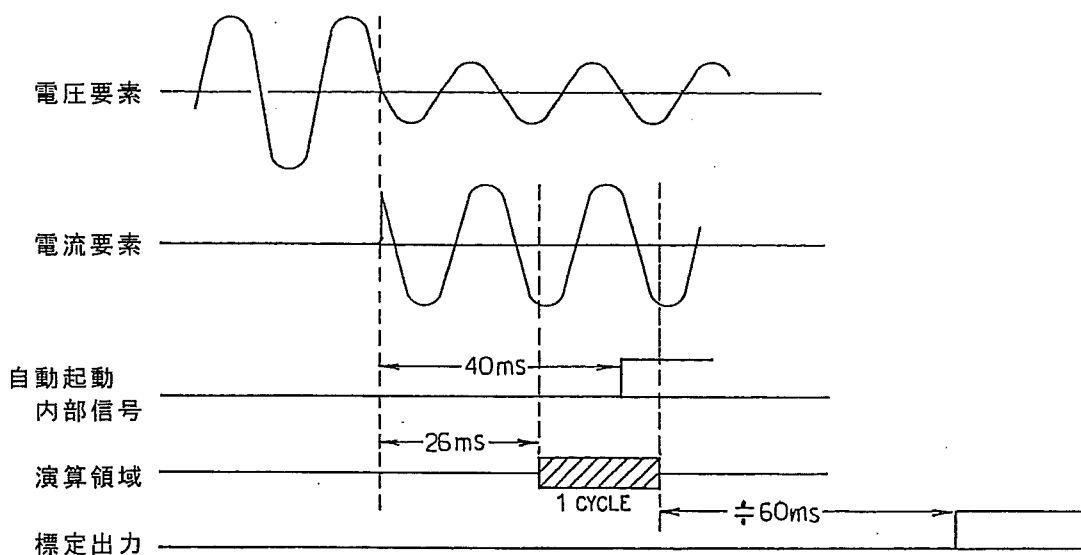 電圧要素
電流要素
40ms
自動起動
内部信号
26ms
演算領域
1 CYCLE
≑60ms
標定出力